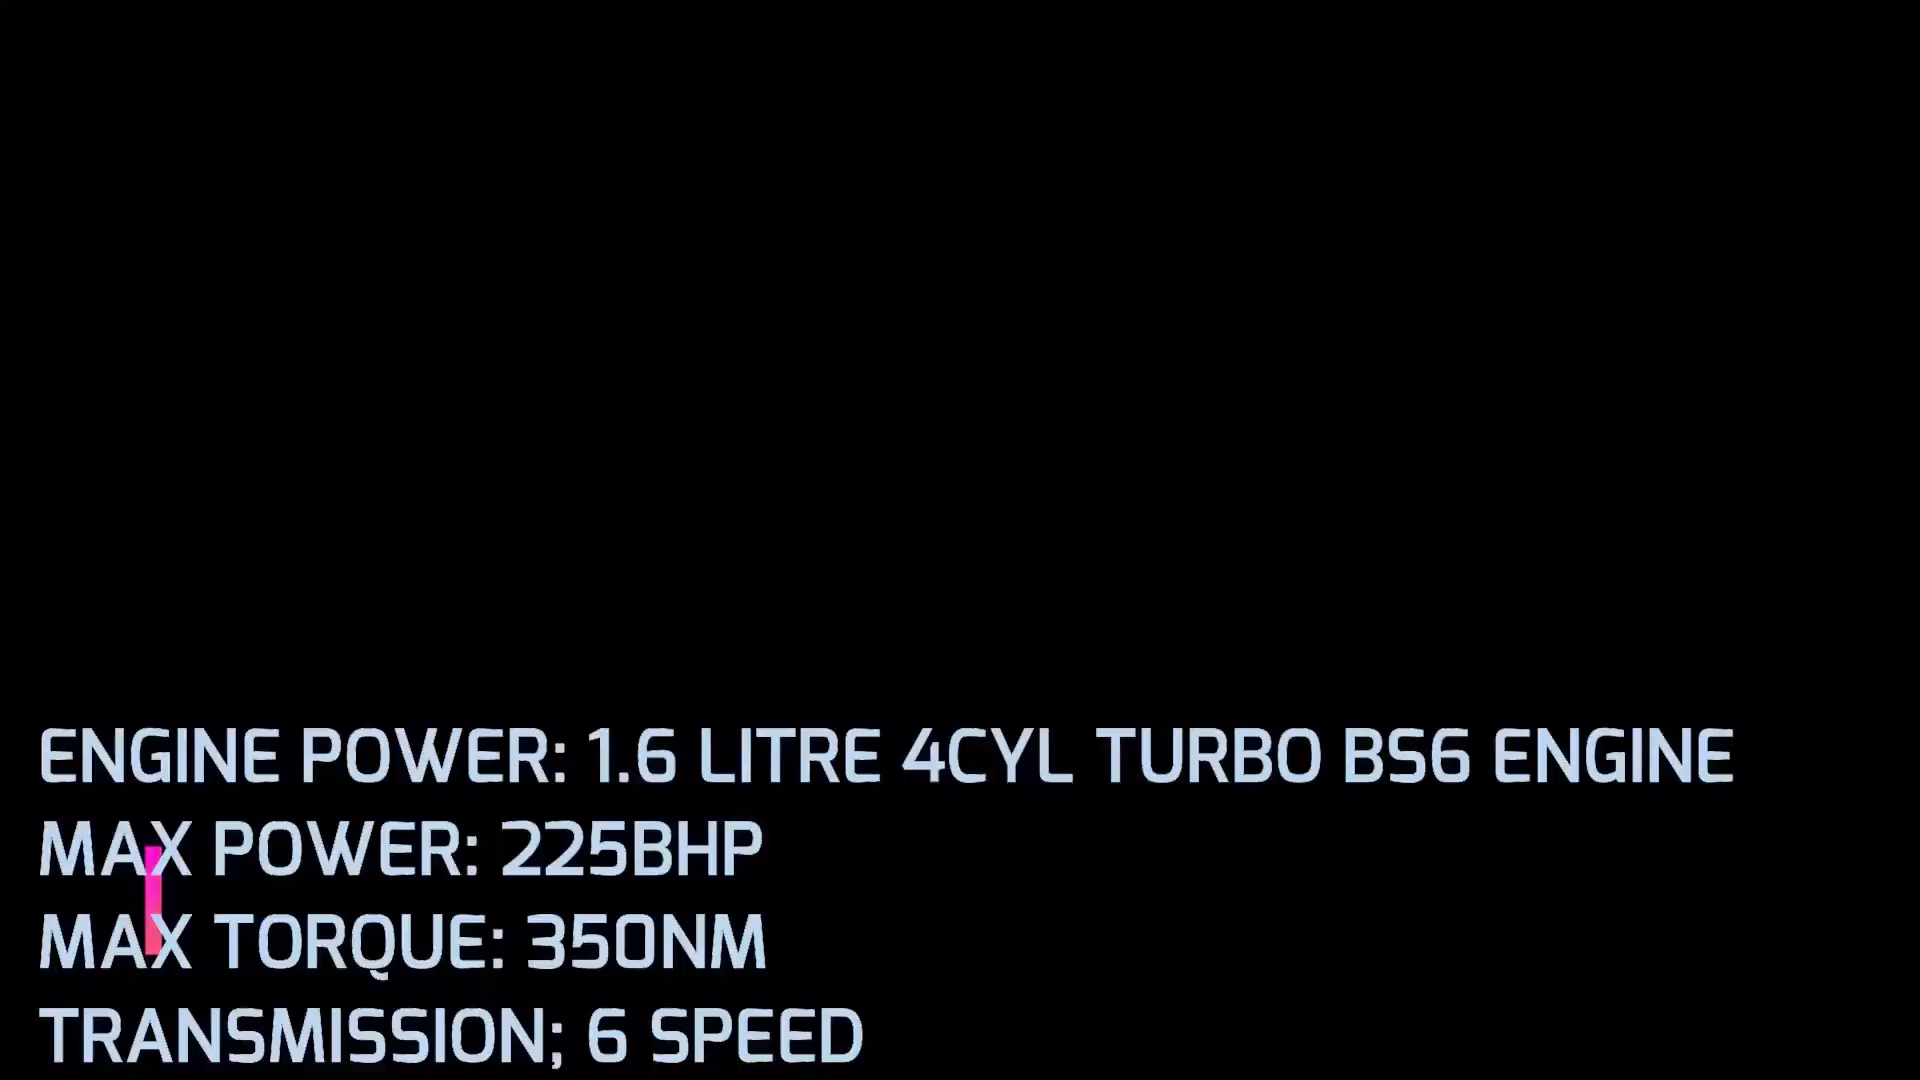 ENGINE POWER: 1.6 LITRE 4CYL TURBO BS6 ENGINE
MAX POWER: 225BHP
MAX TORQUE: 350NM
TRANSMISSION; 6 SPEED